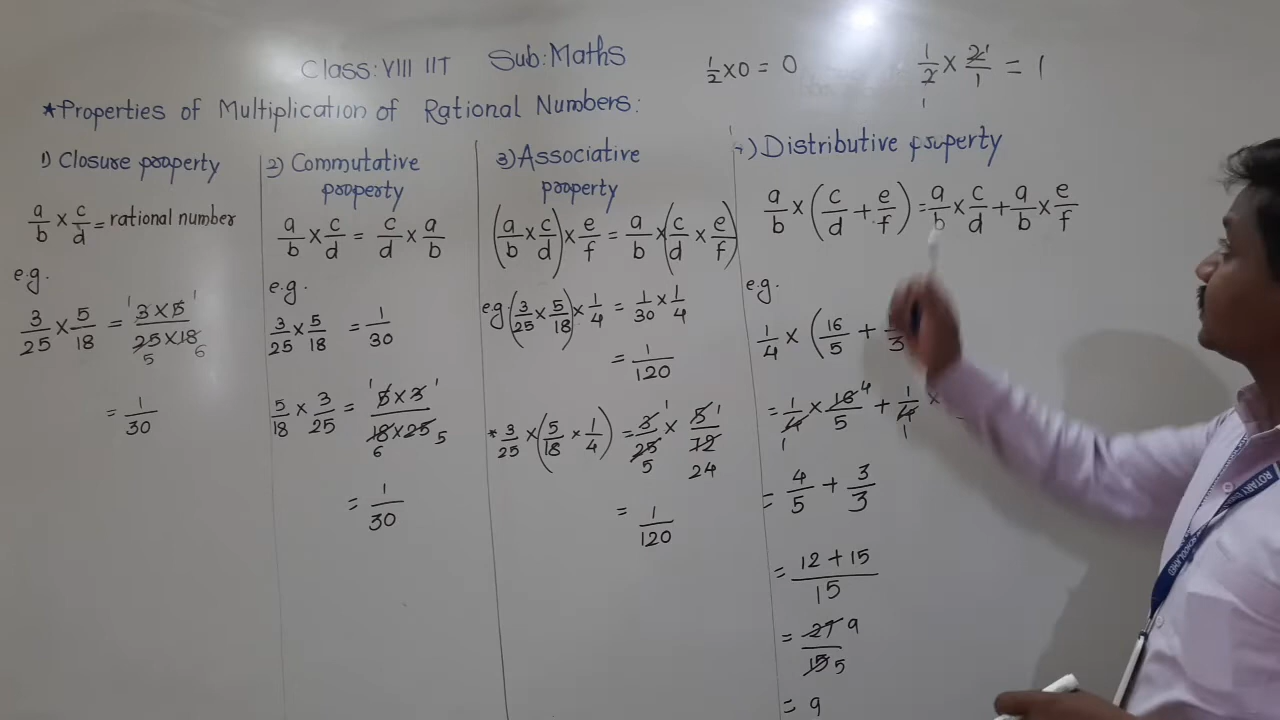 Class: VIII IIT Sub: Maths
1/2 × 0 = 0
1/2 × 2/1 = 1
*Properties of Multiplication of Rational Numbers:
1) Closure property
a/b × c/d = rational number
e.g.
3/25 × 5/18 = 3×5/25×18
= 1/30
2) Commutative
property
a/b × c/d = c/d × a/b
e.g.
3/25 × 5/18 = 1/30
5/18 × 3/25 = 5×3/18×25
= 1/30
3) Associative
property
(a/b × c/d) × e/f = a/b × (c/d × e/f)
e.g. (3/25 × 5/18) × 1/4 = 1/30 × 1/4
= 1/120
* 3/25 × (5/18 × 1/4) = 3/25 × 5/72
= 1/120
) Distributive property
a/b × (c/d + e/f) = a/b × c/d + a/b × e/f
e.g.
1/4 × (16/5 +
= 1/4 × 16/5 + 1/4 ×
= 4/5 + 3/3
= 12+15/15
= 27/15
= 9
ROTARY